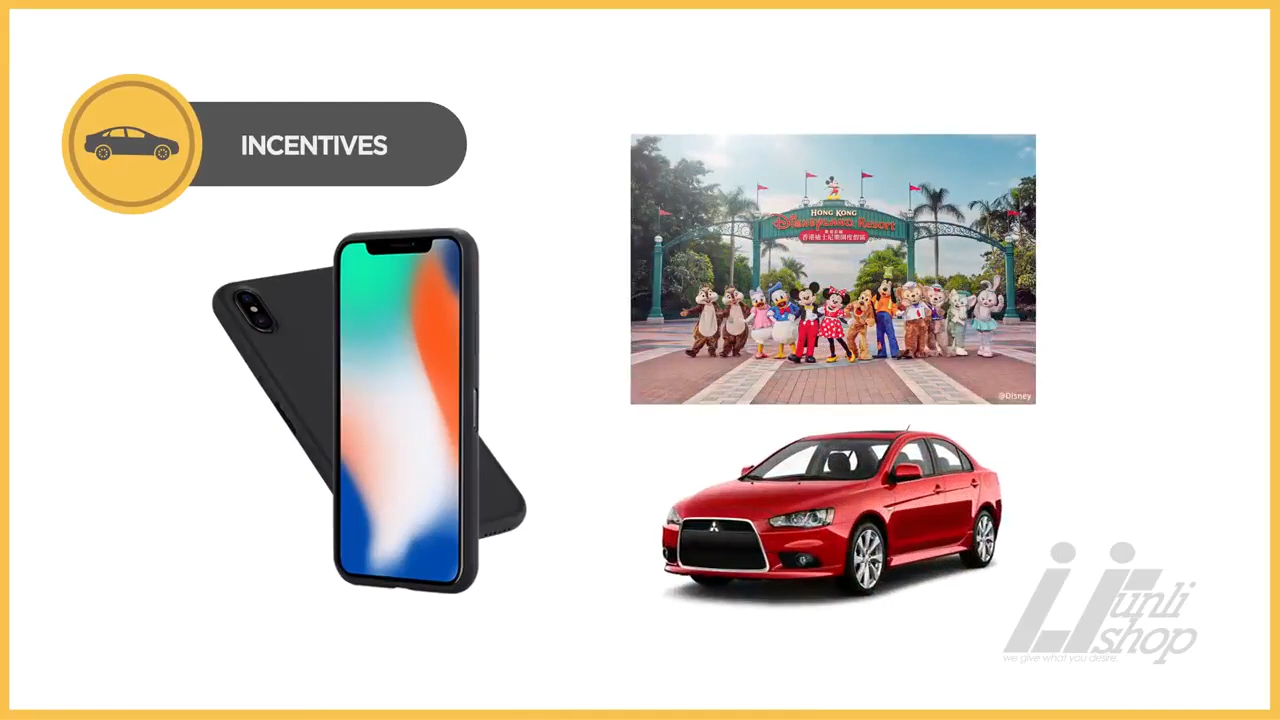 INCENTIVES
HONG KONG
Disneyland Resort
香港迪士尼樂園度假區
@Disney
unli
shop
we give what you desire.